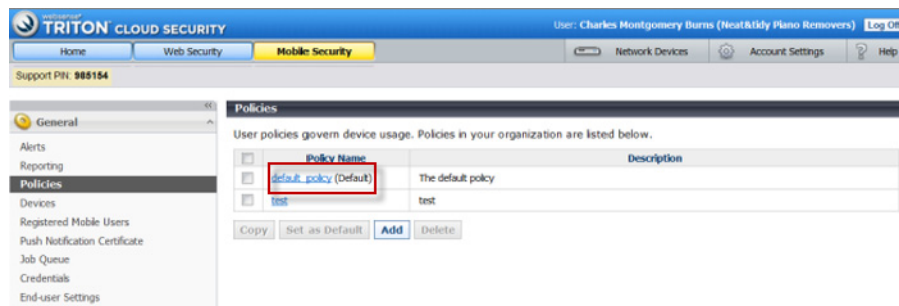 websense
TRITON CLOUD SECURITY
User: Charles Montgomery Burns (Neat&tidy Piano Removers) Log Off
Home Web Security Mobile Security Network Devices Account Settings Help
Support PIN: 985154
General
Alerts
Reporting
Policies
Devices
Registered Mobile Users
Push Notification Certificate
Job Queue
Credentials
End-user Settings
Policies
User policies govern device usage. Policies in your organization are listed below.
Policy Name Description
default_policy (Default) The default policy
test test
Copy Set as Default Add Delete